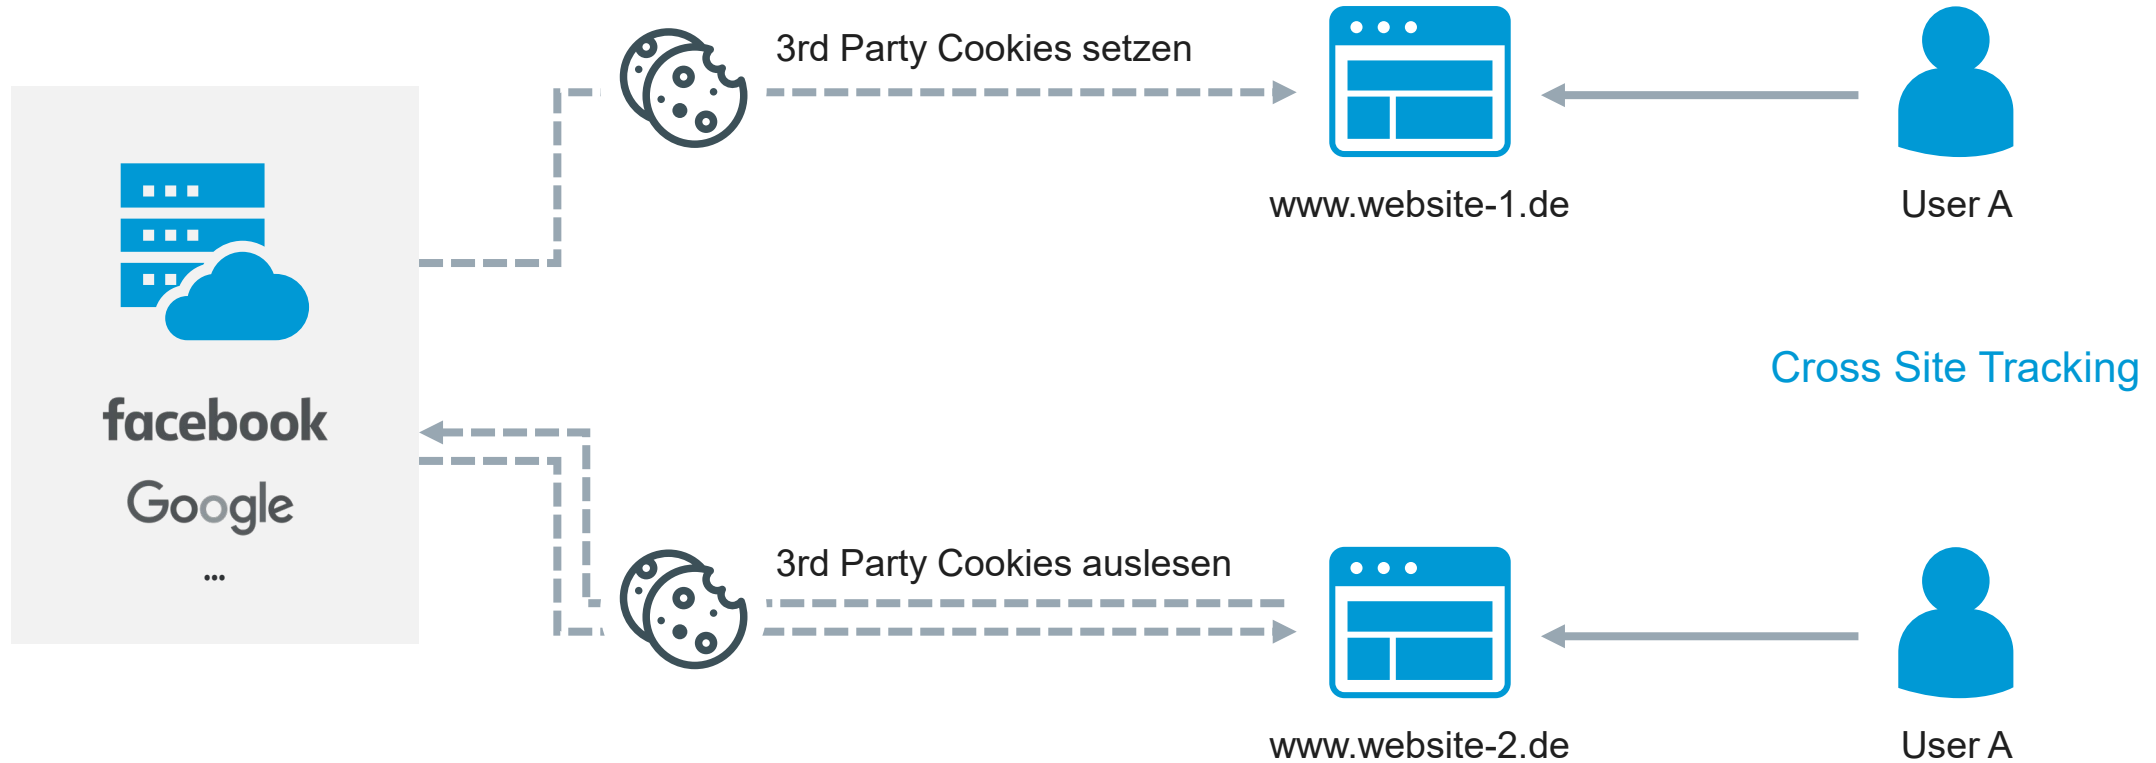 3rd Party Cookies setzen
www.website-1.de
User A
Cross Site Tracking
facebook
Google
...
3rd Party Cookies auslesen
www.website-2.de
User A